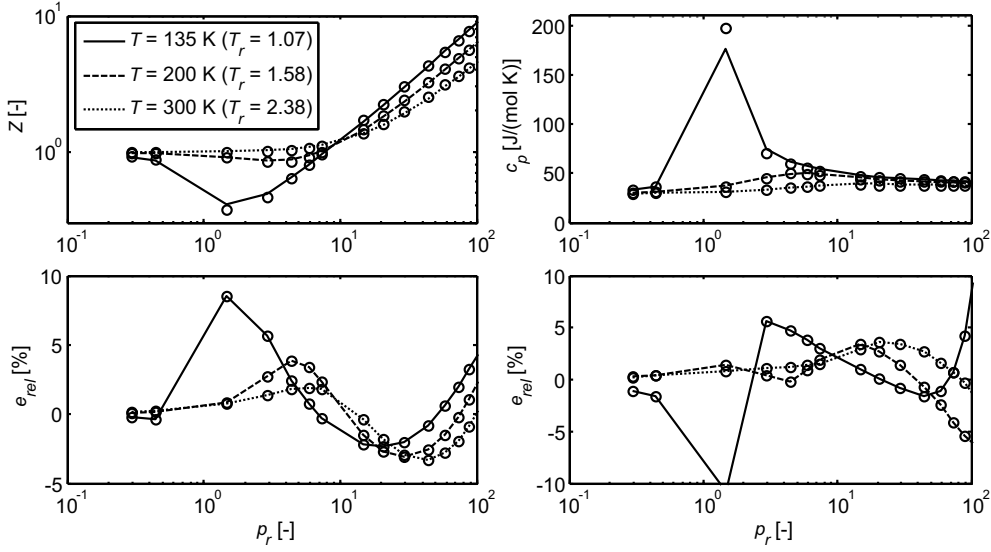 T = 135 K (T_r = 1.07)
T = 200 K (T_r = 1.58)
T = 300 K (T_r = 2.38)
Z [-]
10^1
10^0
10^-1 10^0 10^1 10^2
c_p [J/(mol K)]
200
150
100
50
0
10^-1 10^0 10^1 10^2
e_rel [%]
10
5
0
-5
10^-1 10^0 10^1 10^2
p_r [-]
e_rel [%]
10
5
0
-5
-10
10^-1 10^0 10^1 10^2
p_r [-]